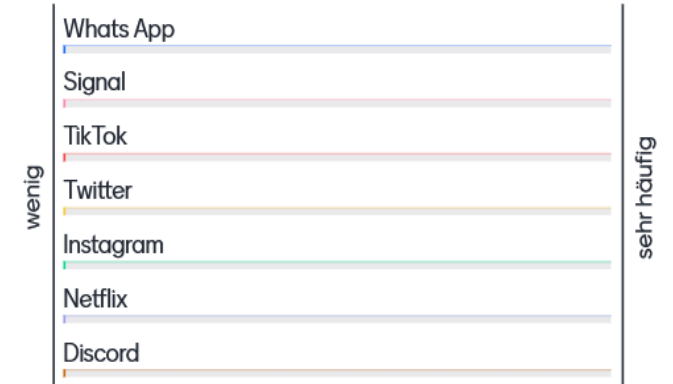 Whats App
Signal
TikTok
Twitter
Instagram
Netflix
Discord
wenig
sehr häufig